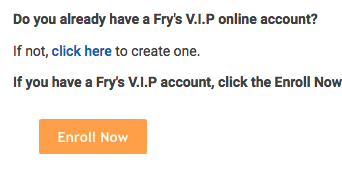 Do you already have a Fry's V.I.P online account?
If not, click here to create one.
If you have a Fry's V.I.P account, click the Enroll Now
Enroll Now